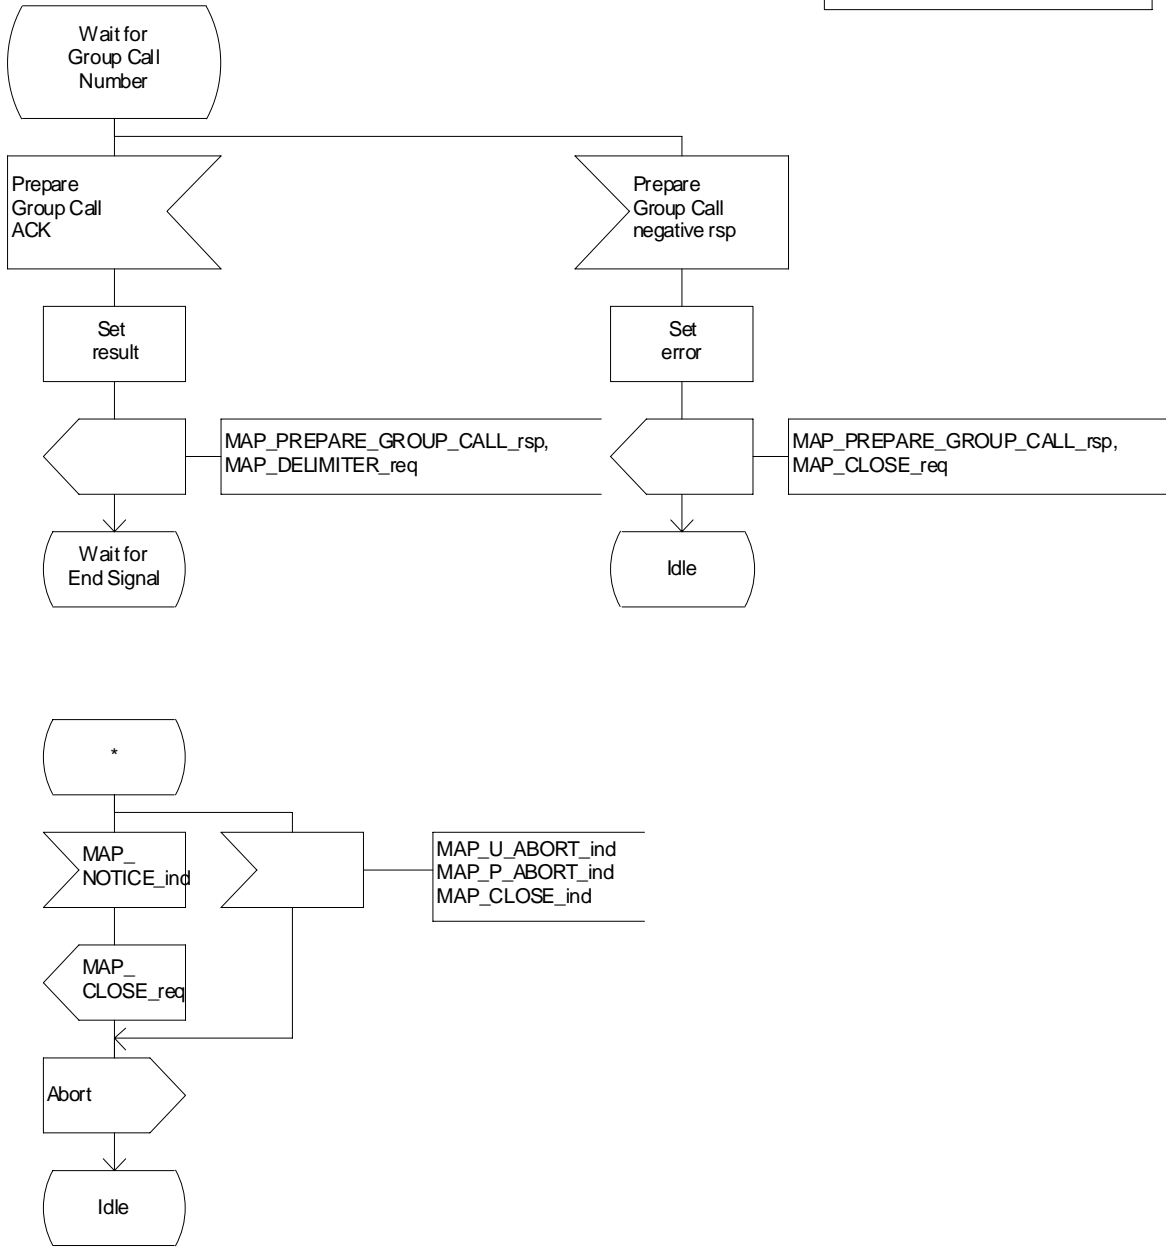 Wait for
Group Call
Number
Prepare
Group Call
ACK
Prepare
Group Call
negative rsp
Set
result
Set
error
MAP_PREPARE_GROUP_CALL_rsp,
MAP_DELIMITER_req
MAP_PREPARE_GROUP_CALL_rsp,
MAP_CLOSE_req
Wait for
End Signal
Idle
*
MAP_
NOTICE_ind
MAP_U_ABORT_ind
MAP_P_ABORT_ind
MAP_CLOSE_ind
MAP_
CLOSE_req
Abort
Idle